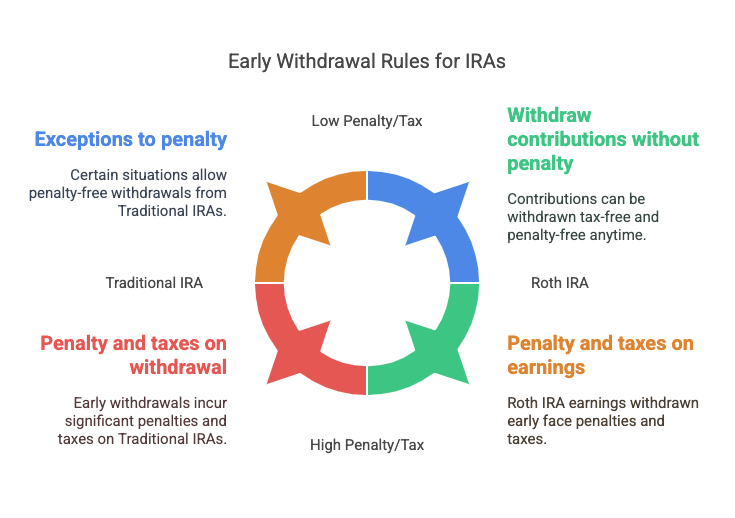 Early Withdrawal Rules for IRAs
Low Penalty/Tax
Exceptions to penalty
Certain situations allow
penalty-free withdrawals from
Traditional IRAs.
Withdraw
contributions without
penalty
Contributions can be
withdrawn tax-free and
penalty-free anytime.
Traditional IRA
Roth IRA
Penalty and taxes on
withdrawal
Early withdrawals incur
significant penalties and
taxes on Traditional IRAs.
Penalty and taxes on
earnings
Roth IRA earnings withdrawn
early face penalties and
taxes.
High Penalty/Tax